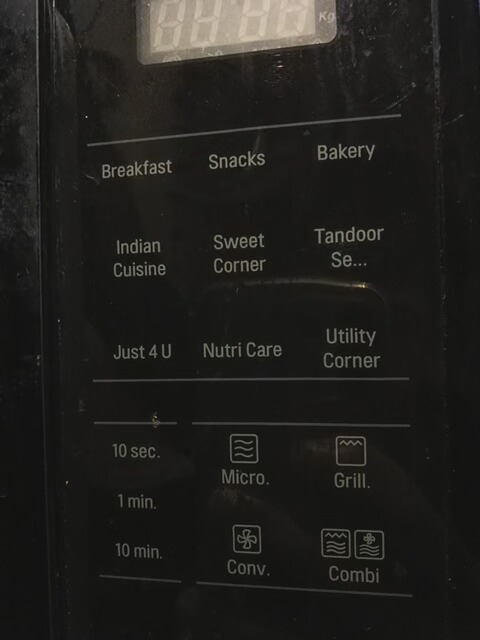 Kg
Breakfast Snacks Bakery
Indian Cuisine Sweet Corner Tandoor Se...
Just 4 U Nutri Care Utility Corner
10 sec. Micro. Grill.
1 min.
10 min. Conv. Combi